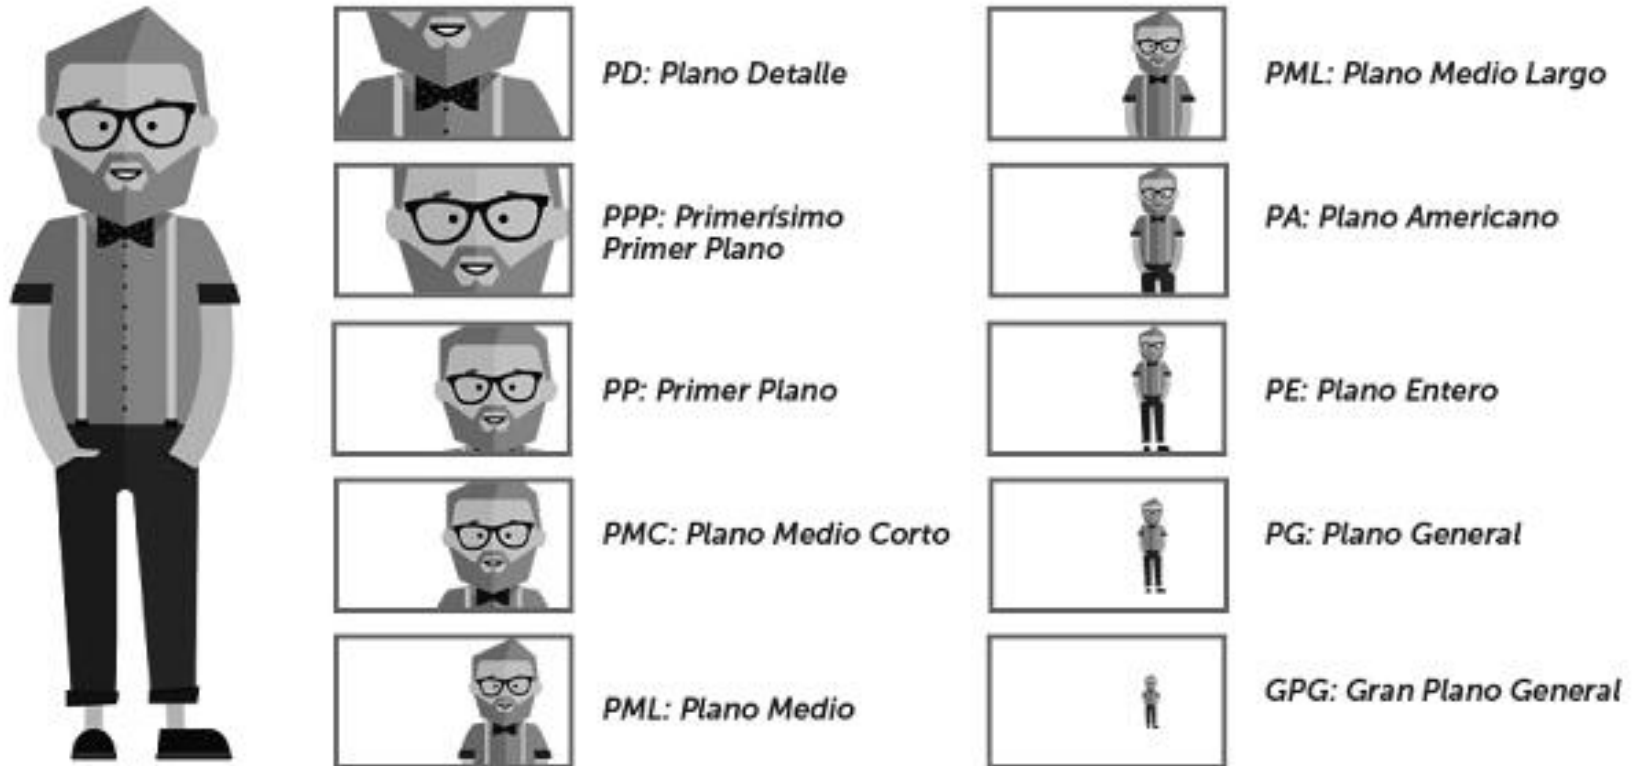 PD: Plano Detalle
PPP: Primerísimo
Primer Plano
PP: Primer Plano
PMC: Plano Medio Corto
PML: Plano Medio
PML: Plano Medio Largo
PA: Plano Americano
PE: Plano Entero
PG: Plano General
GPG: Gran Plano General